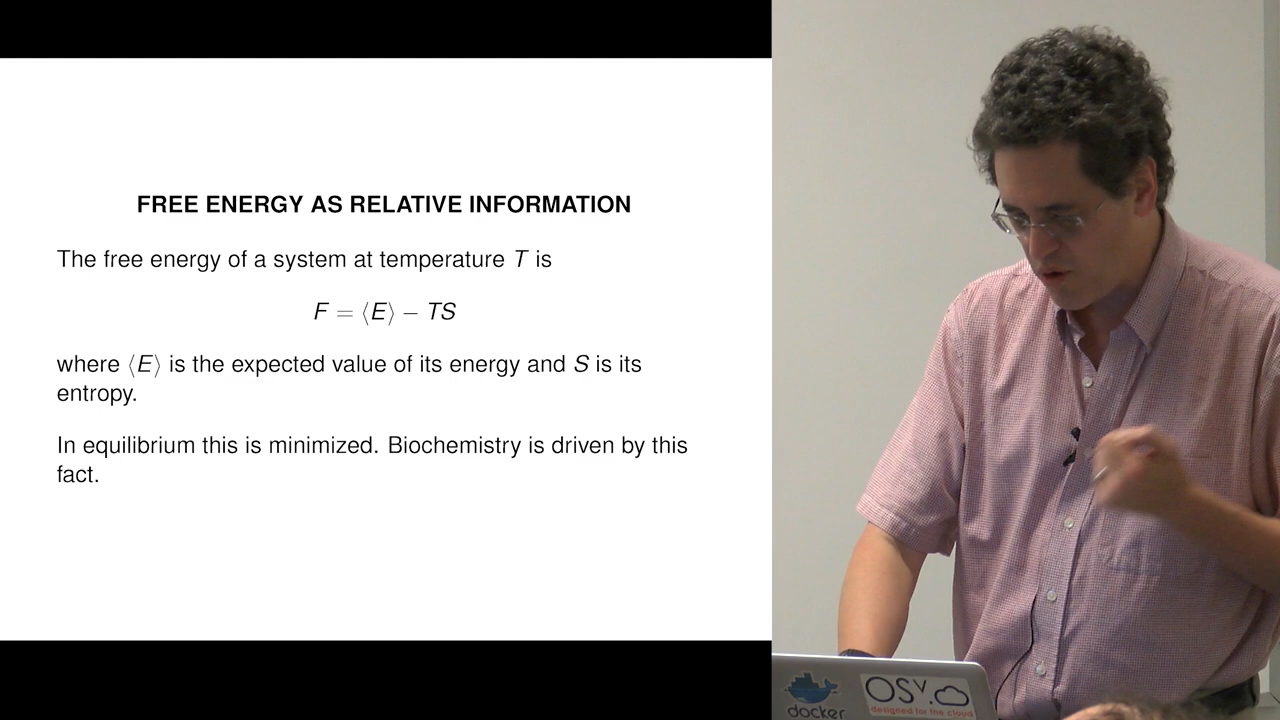 FREE ENERGY AS RELATIVE INFORMATION
The free energy of a system at temperature T is
F = ⟨E⟩ − TS
where ⟨E⟩ is the expected value of its energy and S is its
entropy.
In equilibrium this is minimized. Biochemistry is driven by this
fact.
docker
OSv
designed for the cloud